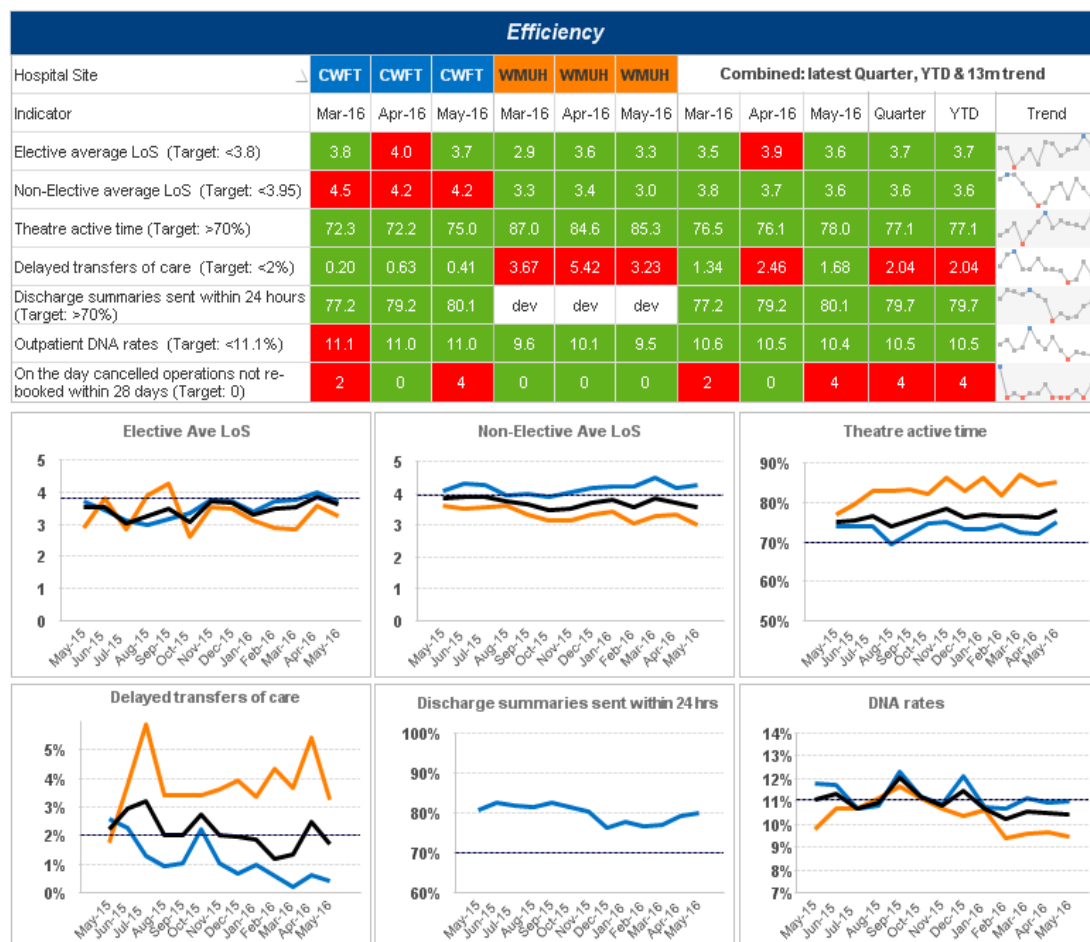 Efficiency
Hospital Site CWFT CWFT CWFT WMUH WMUH WMUH Combined: latest Quarter, YTD & 13m trend
Indicator Mar-16 Apr-16 May-16 Mar-16 Apr-16 May-16 Mar-16 Apr-16 May-16 Quarter YTD Trend
Elective average LoS (Target: <3.8) 3.8 4.0 3.7 2.9 3.6 3.3 3.5 3.9 3.6 3.7 3.7
Non-Elective average LoS (Target: <3.95) 4.5 4.2 4.2 3.3 3.4 3.0 3.8 3.7 3.6 3.6 3.6
Theatre active time (Target: >70%) 72.3 72.2 75.0 87.0 84.6 85.3 76.5 76.1 78.0 77.1 77.1
Delayed transfers of care (Target: <2%) 0.20 0.63 0.41 3.67 5.42 3.23 1.34 2.46 1.68 2.04 2.04
Discharge summaries sent within 24 hours
(Target: >70%) 77.2 79.2 80.1 dev dev dev 77.2 79.2 80.1 79.7 79.7
Outpatient DNA rates (Target: <11.1%) 11.1 11.0 11.0 9.6 10.1 9.5 10.6 10.5 10.4 10.5 10.5
On the day cancelled operations not re-
booked within 28 days (Target: 0) 2 0 4 0 0 0 2 0 4 4 4
Elective Ave LoS
5
4
3
2
1
0
May-15 Jun-15 Jul-15 Aug-15 Sep-15 Oct-15 Nov-15 Dec-15 Jan-16 Feb-16 Mar-16 Apr-16 May-16
Non-Elective Ave LoS
5
4
3
2
1
0
May-15 Jun-15 Jul-15 Aug-15 Sep-15 Oct-15 Nov-15 Dec-15 Jan-16 Feb-16 Mar-16 Apr-16 May-16
Theatre active time
90%
80%
70%
60%
50%
May-15 Jun-15 Jul-15 Aug-15 Sep-15 Oct-15 Nov-15 Dec-15 Jan-16 Feb-16 Mar-16 Apr-16 May-16
Delayed transfers of care
5%
4%
3%
2%
1%
0%
May-15 Jun-15 Jul-15 Aug-15 Sep-15 Oct-15 Nov-15 Dec-15 Jan-16 Feb-16 Mar-16 Apr-16 May-16
Discharge summaries sent within 24 hrs
100%
90%
80%
70%
60%
May-15 Jun-15 Jul-15 Aug-15 Sep-15 Oct-15 Nov-15 Dec-15 Jan-16 Feb-16 Mar-16 Apr-16 May-16
DNA rates
14%
13%
12%
11%
10%
9%
8%
7%
May-15 Jun-15 Jul-15 Aug-15 Sep-15 Oct-15 Nov-15 Dec-15 Jan-16 Feb-16 Mar-16 Apr-16 May-16